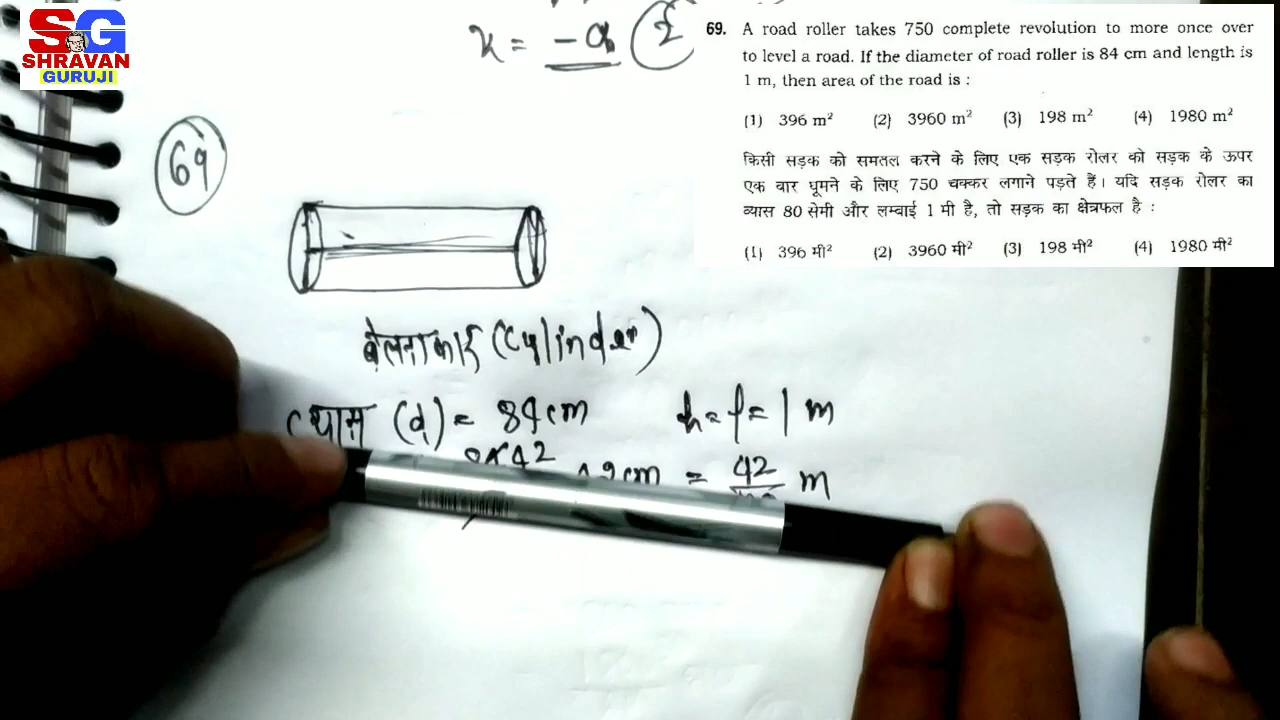 SG
SHRAVAN
GURUJI
x = -a 2
69. A road roller takes 750 complete revolution to more once over
to level a road. If the diameter of road roller is 84 cm and length is
1 m, then area of the road is :
(1) 396 m² (2) 3960 m² (3) 198 m² (4) 1980 m²
किसी सड़क को समतल करने के लिए एक सड़क रोलर को सड़क के ऊपर
एक बार घूमने के लिए 750 चक्कर लगाने पड़ते हैं। यदि सड़क रोलर का
व्यास 80 सेमी और लम्बाई 1 मी है, तो सड़क का क्षेत्रफल है :
(1) 396 मी² (2) 3960 मी² (3) 198 मी² (4) 1980 मी²
69
बेलनाकार (Cylinder)
व्यास (d) = 84 cm h = l = 1 m
42 cm = 42 m